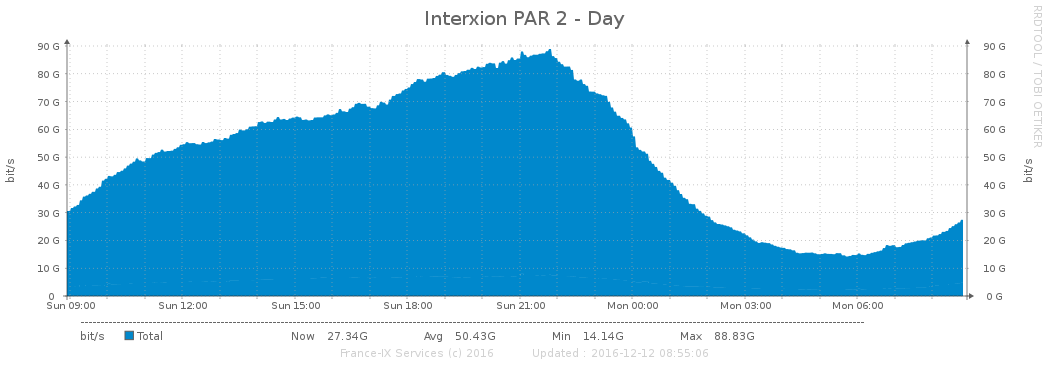 Interxion PAR 2 - Day
RRDTOOL / TOBI OETIKER
90 G 90 G
80 G 80 G
70 G 70 G
60 G 60 G
50 G 50 G
40 G 40 G
30 G 30 G
20 G 20 G
10 G 10 G
0 0 G
bit/s
bit/s
Sun 09:00 Sun 12:00 Sun 15:00 Sun 18:00 Sun 21:00 Mon 00:00 Mon 03:00 Mon 06:00
bit/s Total Now 27.34G Avg 50.43G Min 14.14G Max 88.83G
France-IX Services (c) 2016 Updated : 2016-12-12 08:55:06